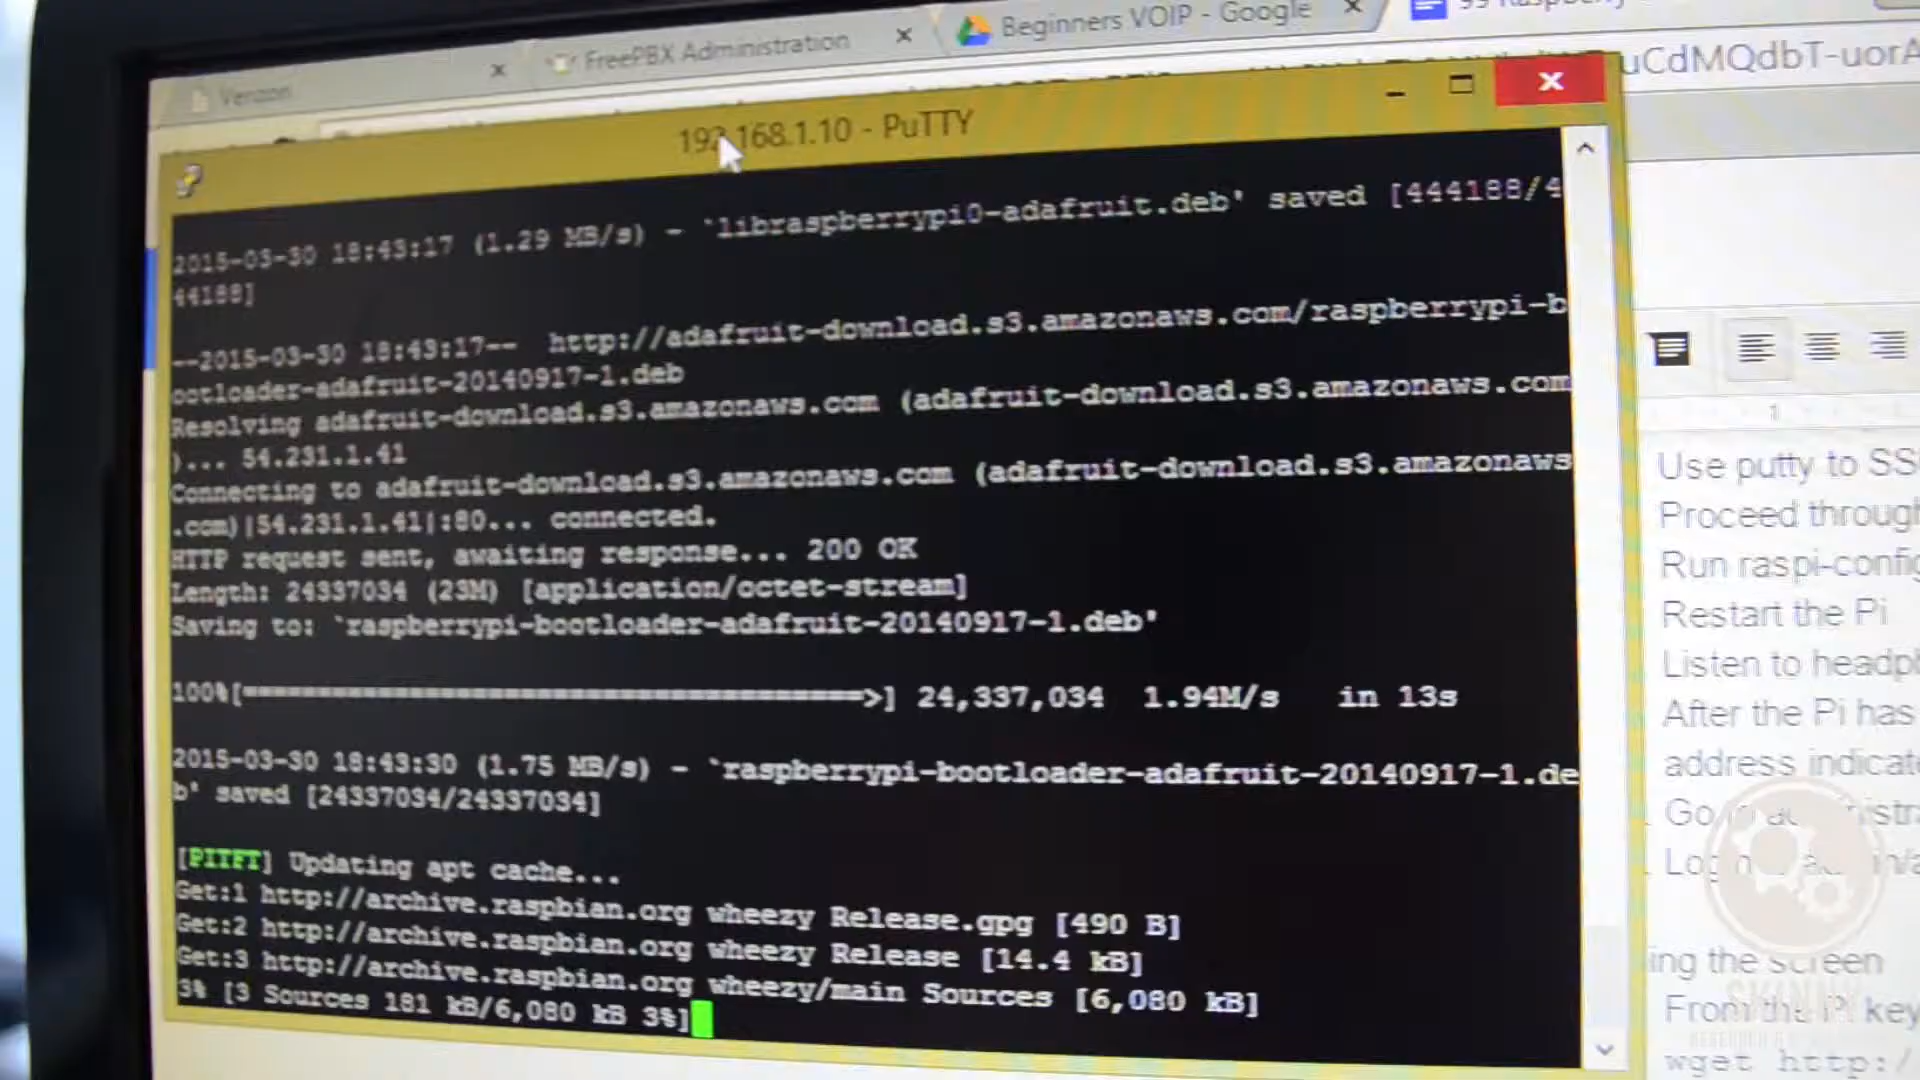 Verizon
FreePBX Administration
Beginners VOIP - Google
uCdMQdbT-uorA
192.168.1.10 - PuTTY
2015-03-30 18:43:17 (1.29 MB/s) - `libraspberrypi0-adafruit.deb' saved [444188/4
44188]
--2015-03-30 18:43:17-- http://adafruit-download.s3.amazonaws.com/raspberrypi-b
ootloader-adafruit-20140917-1.deb
Resolving adafruit-download.s3.amazonaws.com (adafruit-download.s3.amazonaws.com
)... 54.231.1.41
Connecting to adafruit-download.s3.amazonaws.com (adafruit-download.s3.amazonaws
.com)|54.231.1.41|:80... connected.
HTTP request sent, awaiting response... 200 OK
Length: 24337034 (23M) [application/octet-stream]
Saving to: `raspberrypi-bootloader-adafruit-20140917-1.deb'
100%[======================================>] 24,337,034 1.94M/s in 13s
2015-03-30 18:43:30 (1.75 MB/s) - `raspberrypi-bootloader-adafruit-20140917-1.de
b' saved [24337034/24337034]
[PITFT] Updating apt cache...
Get:1 http://archive.raspbian.org wheezy Release.gpg [490 B]
Get:2 http://archive.raspbian.org wheezy Release [14.4 kB]
Get:3 http://archive.raspbian.org wheezy/main Sources [6,080 kB]
3% [3 Sources 181 kB/6,080 kB 3%]
1
Use putty to SS
Proceed through
Run raspi-config
Restart the Pi
Listen to headph
After the Pi has
address indicate
Go to
ing the screen
From the Pi key
wget http:/
SKINNY